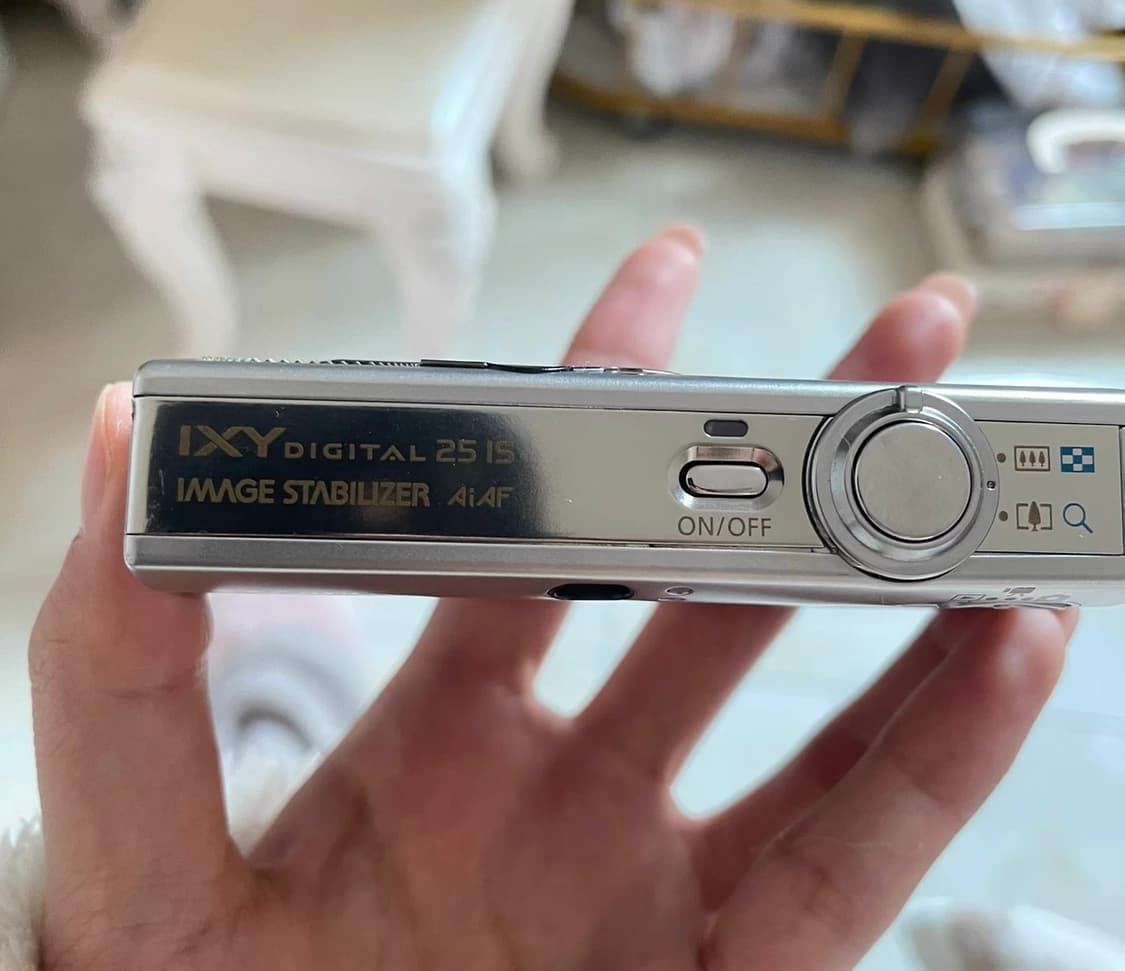 IXY DIGITAL 25 IS
IMAGE STABILIZER AiAF
ON/OFF